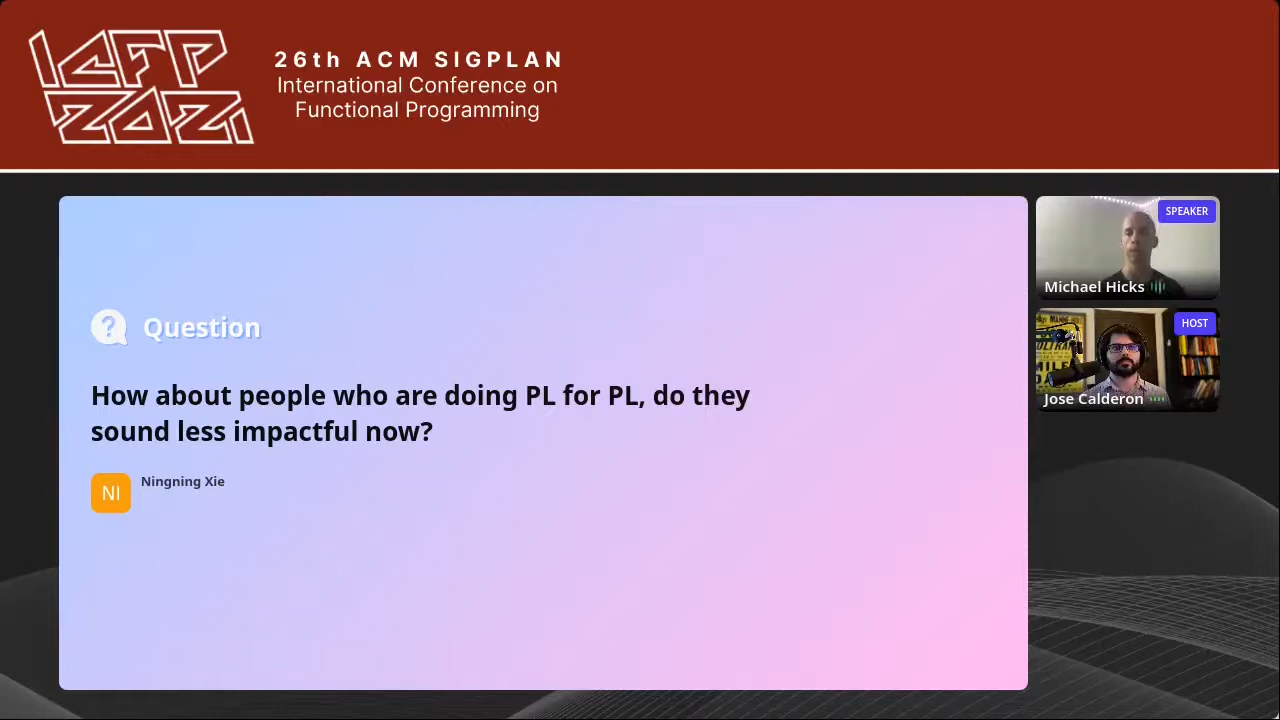 ICFP
2021
26th ACM SIGPLAN
International Conference on
Functional Programming
SPEAKER
Michael Hicks
HOST
Jose Calderon
Question
How about people who are doing PL for PL, do they
sound less impactful now?
NI
Ningning Xie